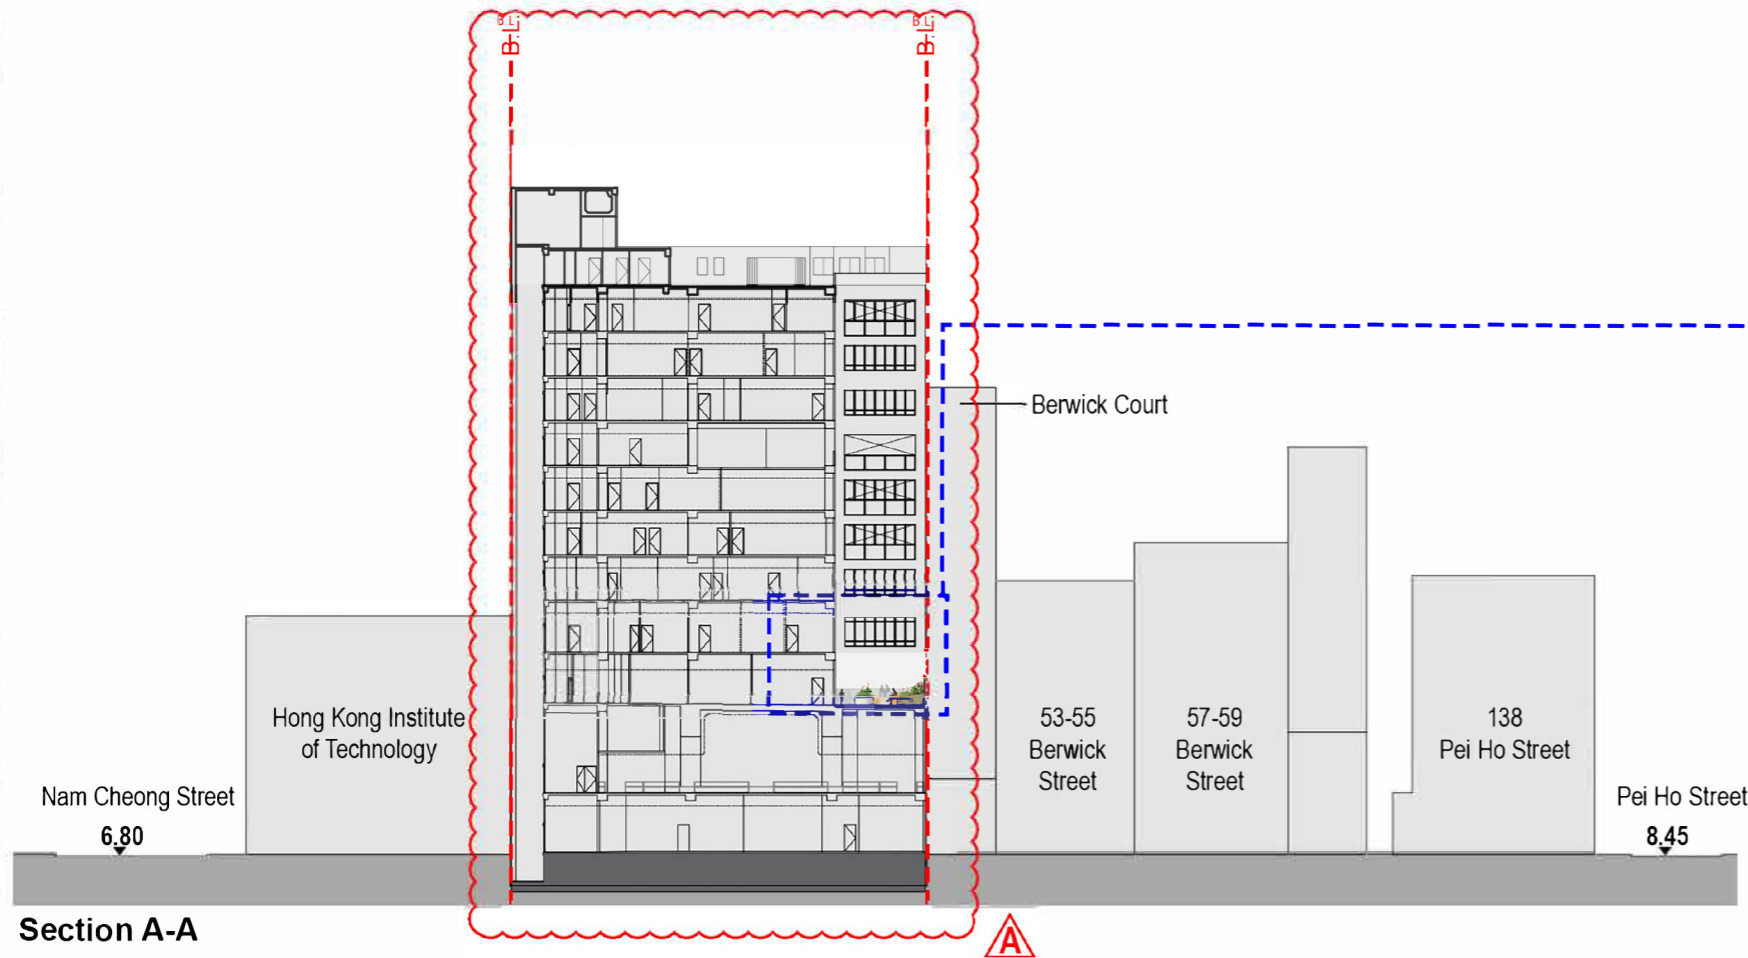 B.L
B.L
B.L.
B.L.
Berwick Court
Hong Kong Institute
of Technology
53-55
Berwick
Street
57-59
Berwick
Street
138
Pei Ho Street
Nam Cheong Street
6.80
Pei Ho Street
8.45
Section A-A
A